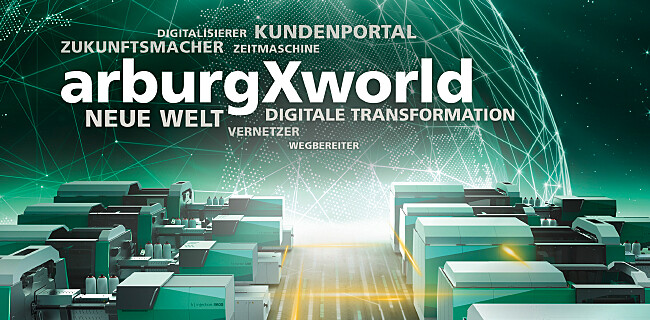 DIGITALISIERER KUNDENPORTAL
ZUKUNFTSMACHER ZEITMASCHINE
arburgXworld
NEUE WELT DIGITALE TRANSFORMATION
VERNETZER
WEGBEREITER